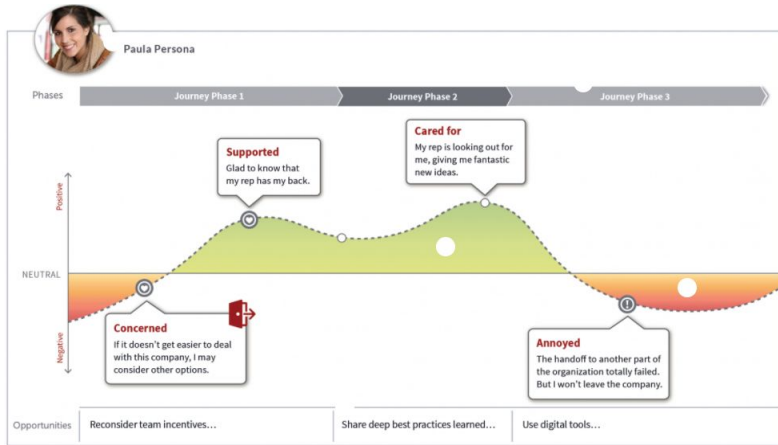 Paula Persona
Phases
Journey Phase 1
Journey Phase 2
Journey Phase 3
Cared for
My rep is looking out for
me, giving me fantastic
new ideas.
Supported
Glad to know that
my rep has my back.
Positive
NEUTRAL
Negative
Concerned
If it doesn't get easier to deal
with this company, I may
consider other options.
Annoyed
The handoff to another part of
the organization totally failed.
But I won't leave the company.
Opportunities
Reconsider team incentives…
Share deep best practices learned…
Use digital tools…